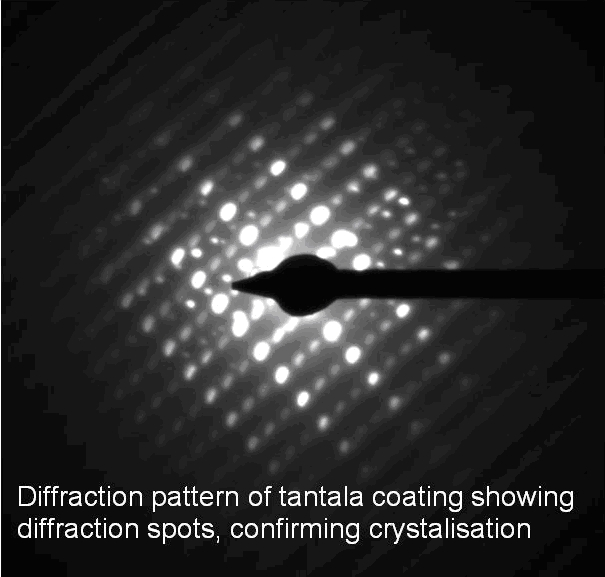 Diffraction pattern of tantala coating showing
diffraction spots, confirming crystalisation